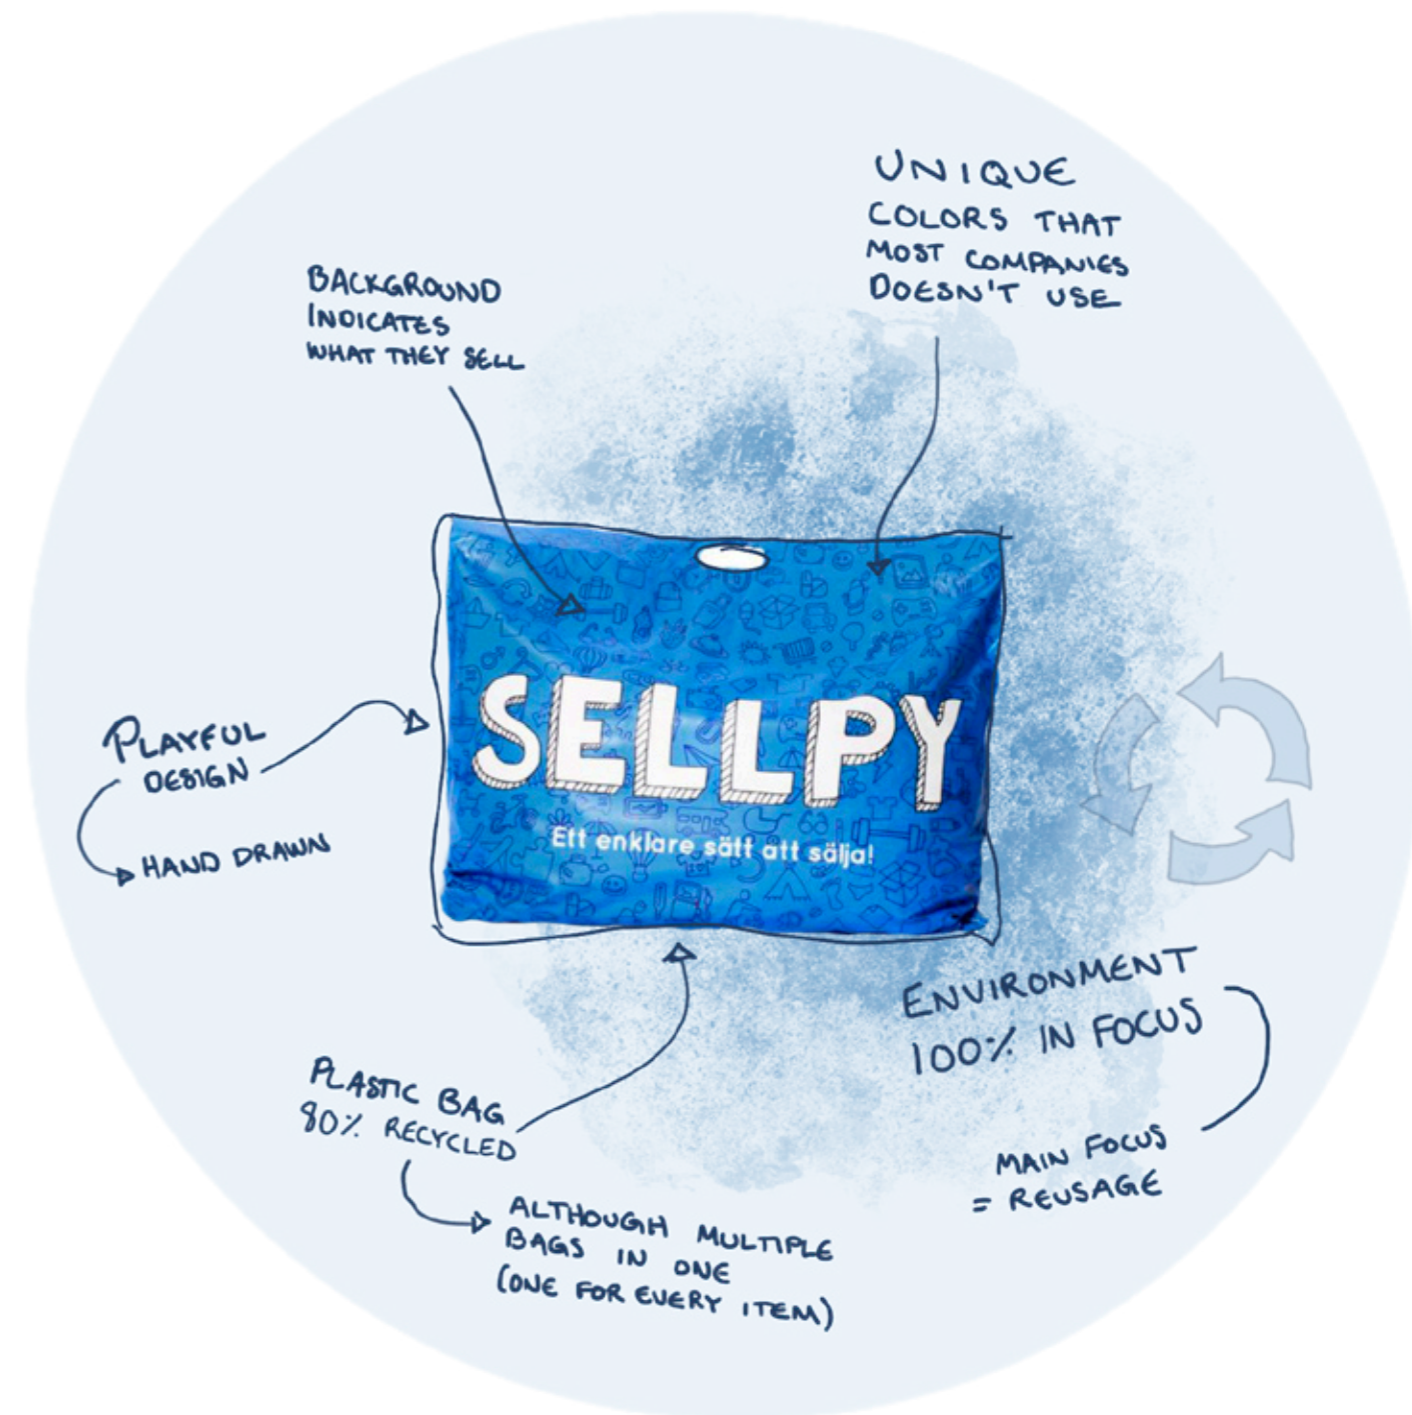 UNIQUE
COLORS THAT
MOST COMPANIES
DOESN'T USE
BACKGROUND
INDICATES
WHAT THEY SELL
SELLPY
Ett enklare sätt att sälja!
PLAYFUL
DESIGN
HAND DRAWN
ENVIRONMENT
100% IN FOCUS
MAIN FOCUS
= REUSAGE
PLASTIC BAG
80% RECYCLED
ALTHOUGH MULTIPLE
BAGS IN ONE
(ONE FOR EVERY ITEM)